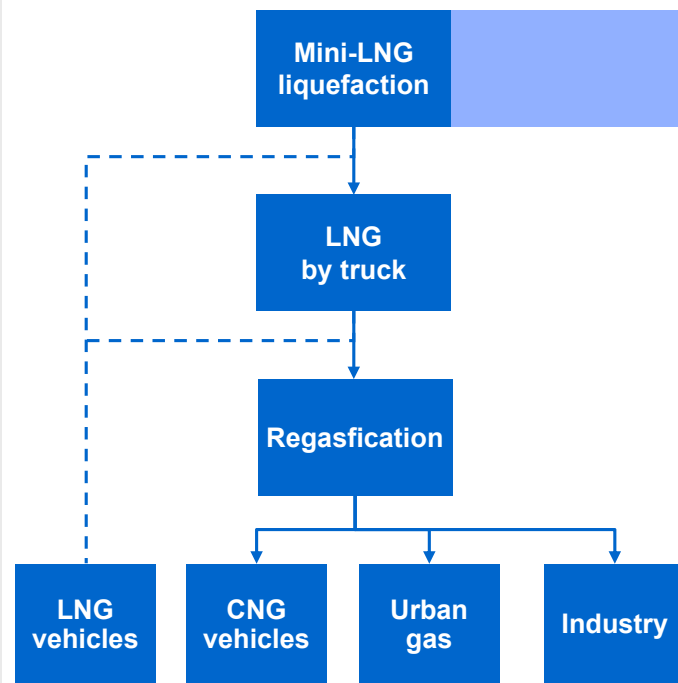 Mini-LNG
liquefaction
LNG
by truck
Regasfication
LNG
vehicles
CNG
vehicles
Urban
gas
Industry